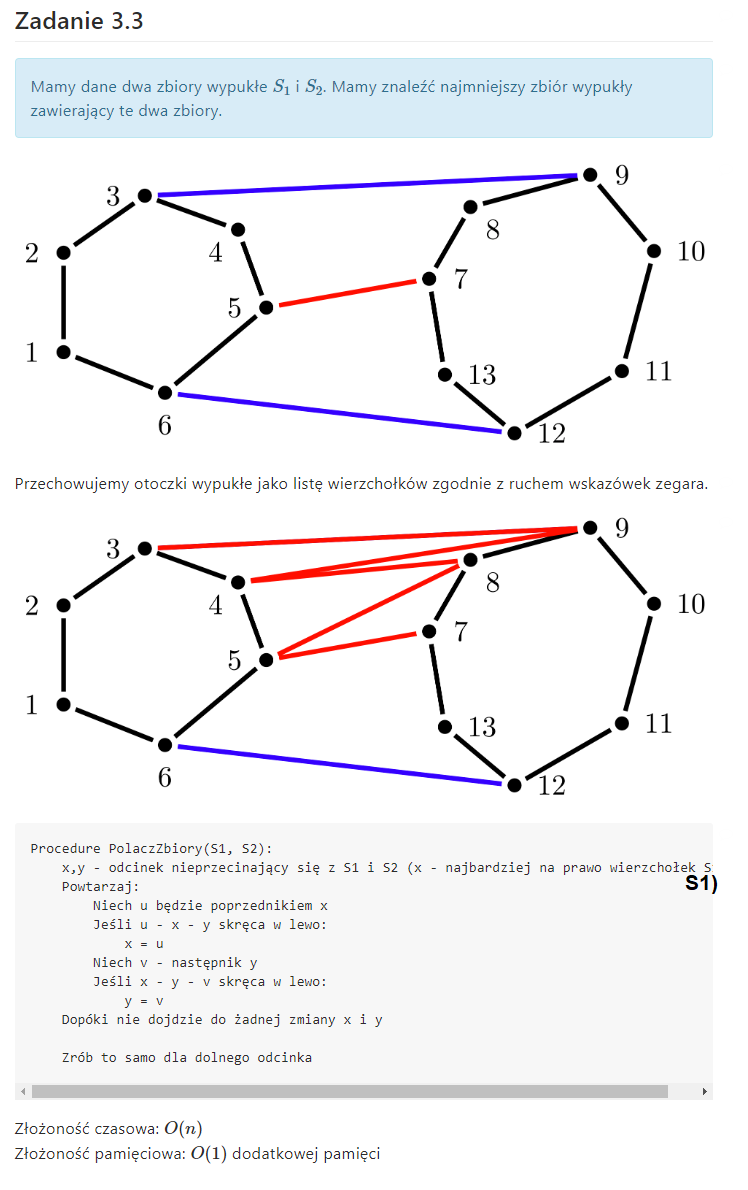 Zadanie 3.3
Mamy dane dwa zbiory wypukłe S₁ i S₂. Mamy znaleźć najmniejszy zbiór wypukły
zawierający te dwa zbiory.
3
9
2
4
8
10
7
5
1
13
11
6
12
Przechowujemy otoczki wypukłe jako listę wierzchołków zgodnie z ruchem wskazówek zegara.
3
9
8
2
4
10
7
5
1
13
11
6
12
Procedure PolaczZbiory(S1, S2):
x,y - odcinek nieprzecinający się z S1 i S2 (x - najbardziej na prawo wierzchołek S
S1)
Powtarzaj:
Niech u będzie poprzednikiem x
Jeśli u - x - y skręca w lewo:
x = u
Niech v - następnik y
Jeśli x - y - v skręca w lewo:
y = v
Dopóki nie dojdzie do żadnej zmiany x i y
Zrób to samo dla dolnego odcinka
Złożoność czasowa: O(n)
Złożoność pamięciowa: O(1) dodatkowej pamięci